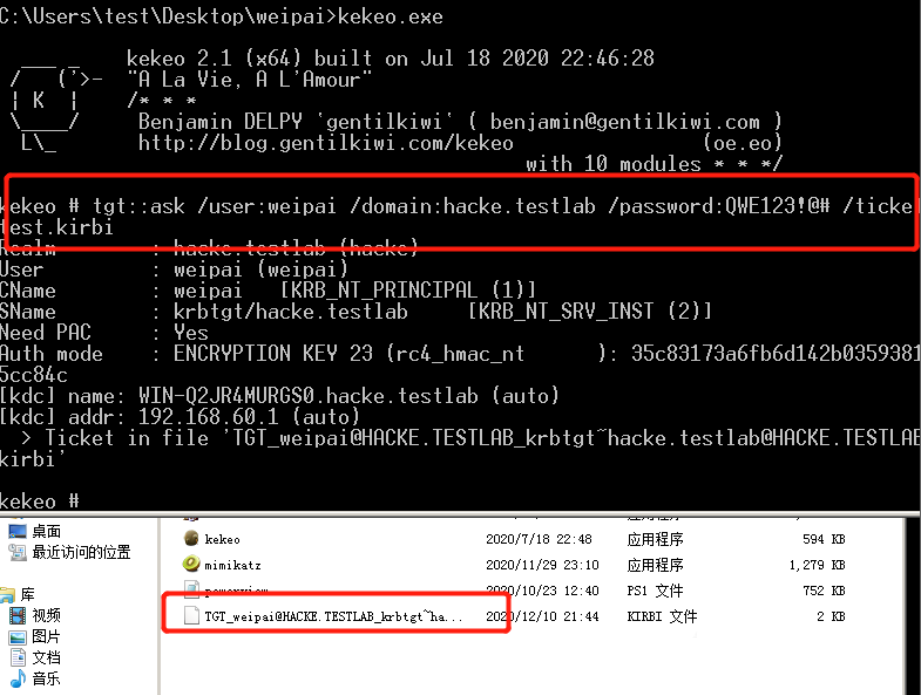 C:\Users\test\Desktop\weipai>kekeo.exe
___ _ kekeo 2.1 (x64) built on Jul 18 2020 22:46:28
/ ('>- "A La Vie, A L'Amour"
| K | /* * *
\____/ Benjamin DELPY `gentilkiwi` ( benjamin@gentilkiwi.com )
L\_ http://blog.gentilkiwi.com/kekeo (oe.eo)
with 10 modules * * */
kekeo # tgt::ask /user:weipai /domain:hacke.testlab /password:QWE123!@# /ticke
test.kirbi
Realm : hacke.testlab (hacke)
User : weipai (weipai)
CName : weipai [KRB_NT_PRINCIPAL (1)]
SName : krbtgt/hacke.testlab [KRB_NT_SRV_INST (2)]
Need PAC : Yes
Auth mode : ENCRYPTION KEY 23 (rc4_hmac_nt ): 35c83173a6fb6d142b0359381
5cc84c
[kdc] name: WIN-Q2JR4MURGS0.hacke.testlab (auto)
[kdc] addr: 192.168.60.1 (auto)
> Ticket in file 'TGT_weipai@HACKE.TESTLAB_krbtgt~hacke.testlab@HACKE.TESTLAB
kirbi'
kekeo #
桌面
最近访问的位置
库
视频
图片
文档
音乐
kekeo 2020/7/18 22:48 应用程序 594 KB
mimikatz 2020/11/29 23:10 应用程序 1,279 KB
powerview 2020/10/23 12:40 PS1 文件 752 KB
TGT_weipai@HACKE.TESTLAB_krbtgt~ha... 2020/12/10 21:44 KIRBI 文件 2 KB